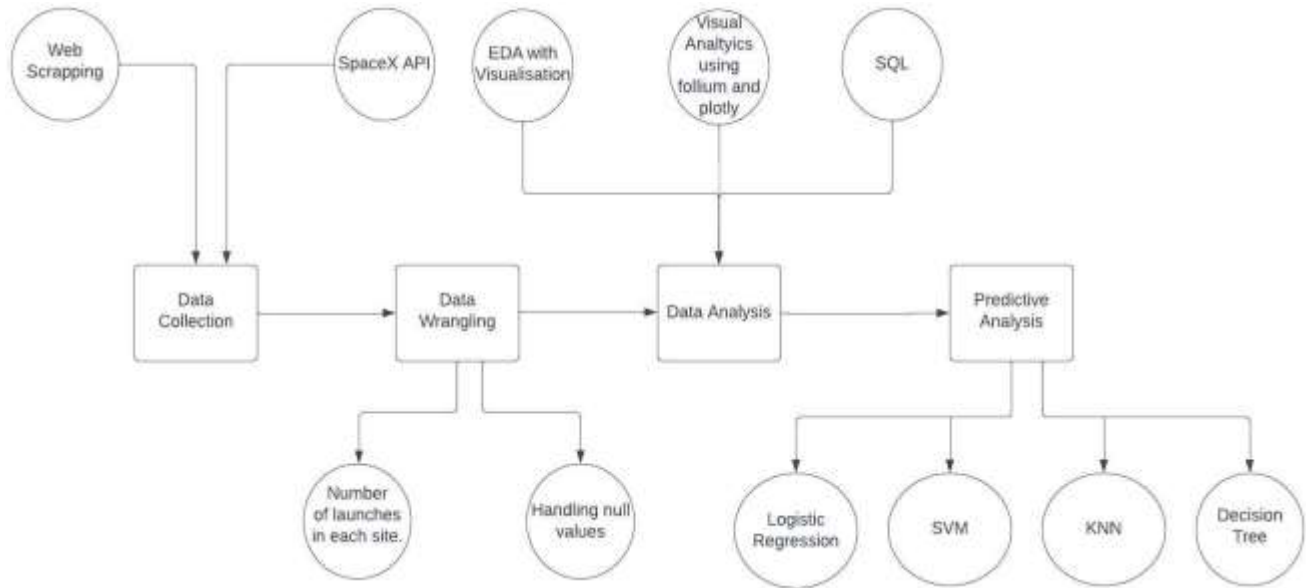 Web
Scrapping
SpaceX API
EDA with
Visualisation
Visual
Analtyics
using
follium and
plotly
SQL
Data
Collection
Data
Wrangling
Data Analysis
Predictive
Analysis
Number
of launches
in each site.
Handling null
values
Logistic
Regression
SVM
KNN
Decision
Tree